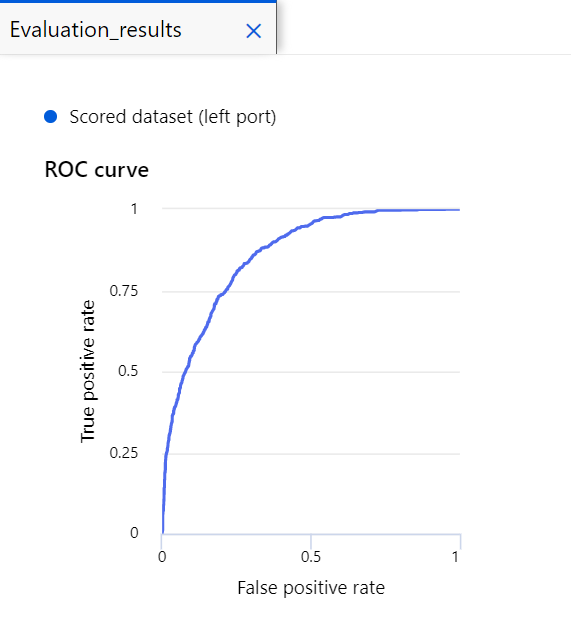 Evaluation_results
Scored dataset (left port)
ROC curve
1
0.75
0.5
0.25
0
True positive rate
0
0.5
1
False positive rate